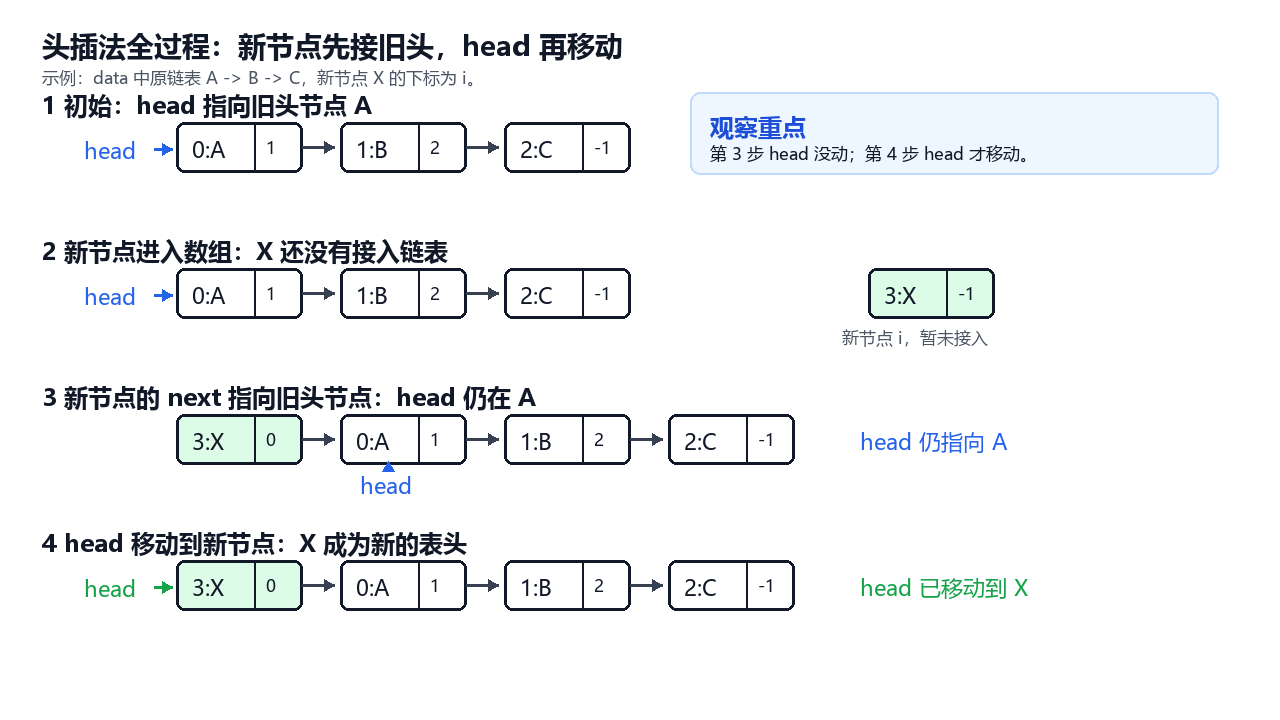 头插法全过程：新节点先接旧头，head 再移动
示例：data 中原链表 A -> B -> C，新节点 X 的下标为 i。
1 初始：head 指向旧头节点 A
head 0:A 1 1:B 2 2:C -1
观察重点
第 3 步 head 没动；第 4 步 head 才移动。
2 新节点进入数组：X 还没有接入链表
head 0:A 1 1:B 2 2:C -1 3:X -1
新节点 i，暂未接入
3 新节点的 next 指向旧头节点：head 仍在 A
3:X 0 0:A 1 1:B 2 2:C -1 head 仍指向 A
head
4 head 移动到新节点：X 成为新的表头
head 3:X 0 0:A 1 1:B 2 2:C -1 head 已移动到 X